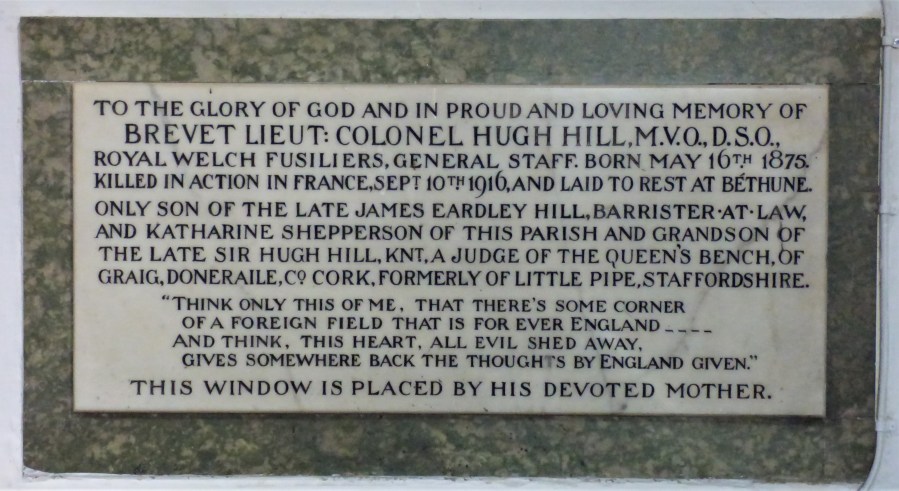 TO THE GLORY OF GOD AND IN PROUD AND LOVING MEMORY OF
BREVET LIEUT: COLONEL HUGH HILL, M.V.O., D.S.O.,
ROYAL WELCH FUSILIERS, GENERAL STAFF. BORN MAY 16TH 1875.
KILLED IN ACTION IN FRANCE, SEPT 10TH 1916, AND LAID TO REST AT BÉTHUNE.
ONLY SON OF THE LATE JAMES EARDLEY HILL, BARRISTER·AT·LAW,
AND KATHARINE SHEPPERSON OF THIS PARISH AND GRANDSON OF
THE LATE SIR HUGH HILL, KNT, A JUDGE OF THE QUEEN'S BENCH, OF
GRAIG, DONERAILE, CO CORK, FORMERLY OF LITTLE PIPE, STAFFORDSHIRE.
"THINK ONLY THIS OF ME, THAT THERE'S SOME CORNER
OF A FOREIGN FIELD THAT IS FOR EVER ENGLAND ____
AND THINK, THIS HEART, ALL EVIL SHED AWAY,
GIVES SOMEWHERE BACK THE THOUGHTS BY ENGLAND GIVEN."
THIS WINDOW IS PLACED BY HIS DEVOTED MOTHER.